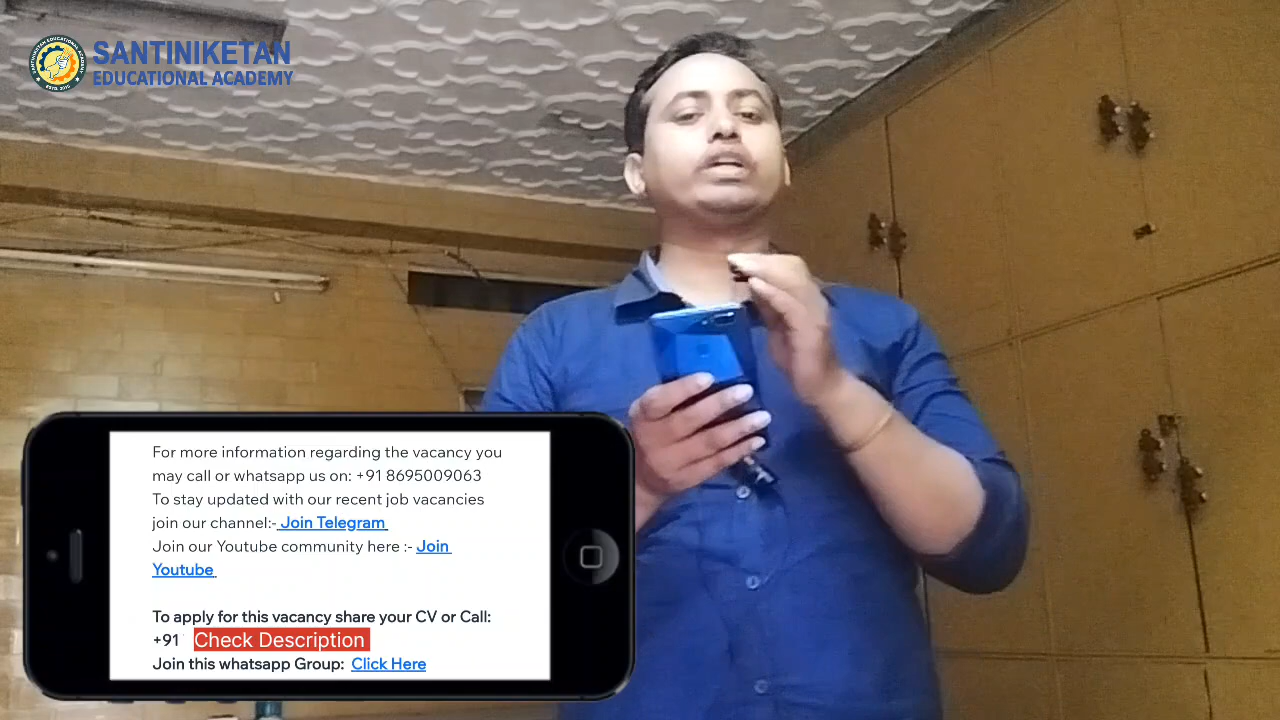 SANTINIKETAN
EDUCATIONAL ACADEMY
For more information regarding the vacancy you
may call or whatsapp us on: +91 8695009063
To stay updated with our recent job vacancies
join our channel:- Join Telegram
Join our Youtube community here :- Join
Youtube
To apply for this vacancy share your CV or Call:
+91 Check Description
Join this whatsapp Group: Click Here